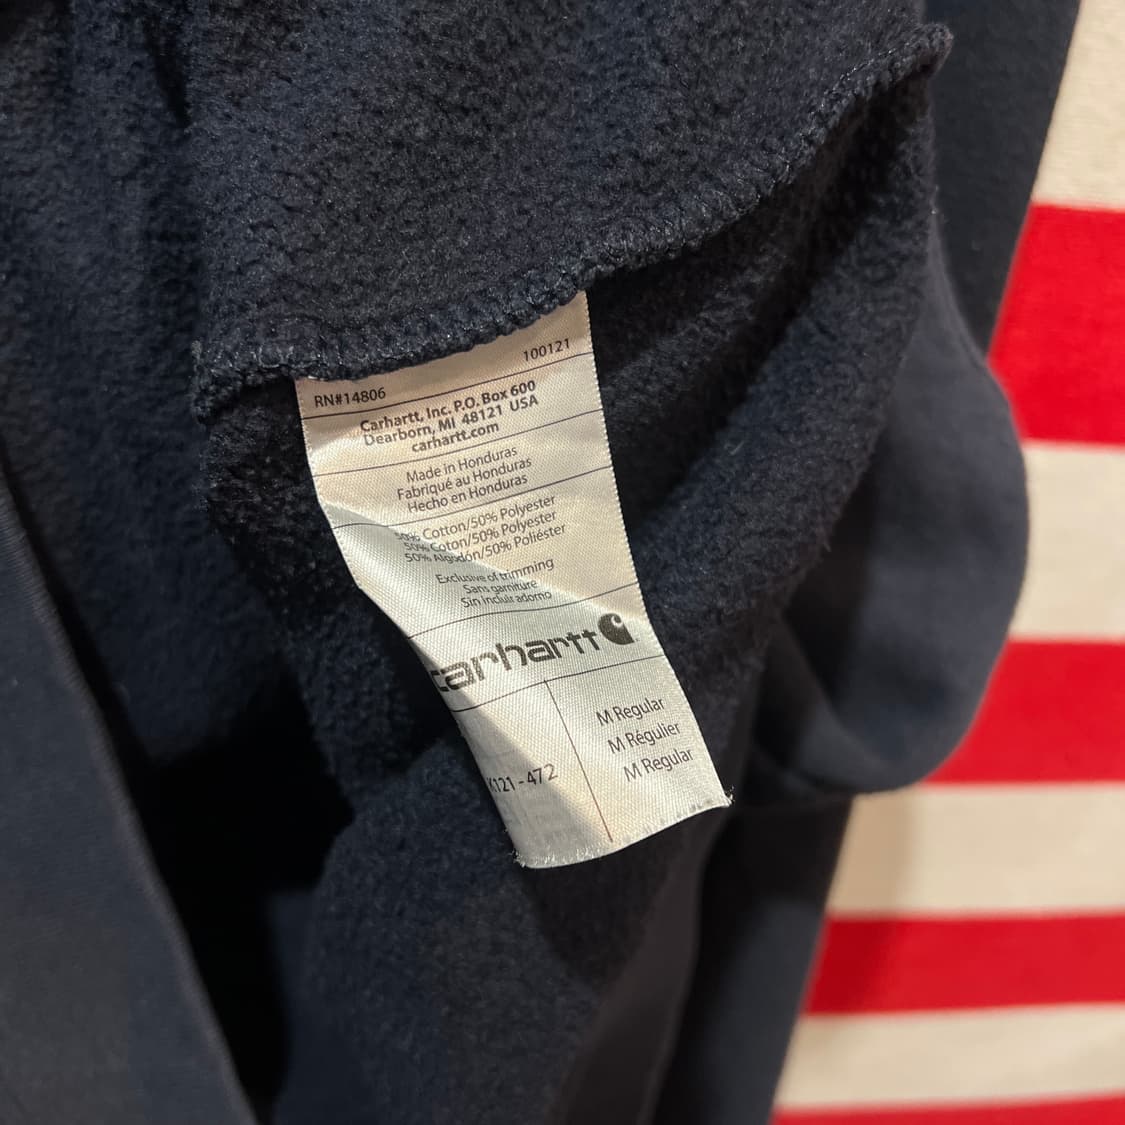 100121
RN#14806
Carhartt, Inc. P.O. Box 600
Dearborn, MI 48121 USA
carhartt.com
Made in Honduras
Fabriqué au Honduras
Hecho en Honduras
50% Cotton/50% Polyester
50% Coton/50% Polyester
50% Algodón/50% Poliéster
Exclusive of trimming
Sans garniture
Sin incluir adorno
carhartt
M Regular
M Régulier
M Regular
K121 - 472